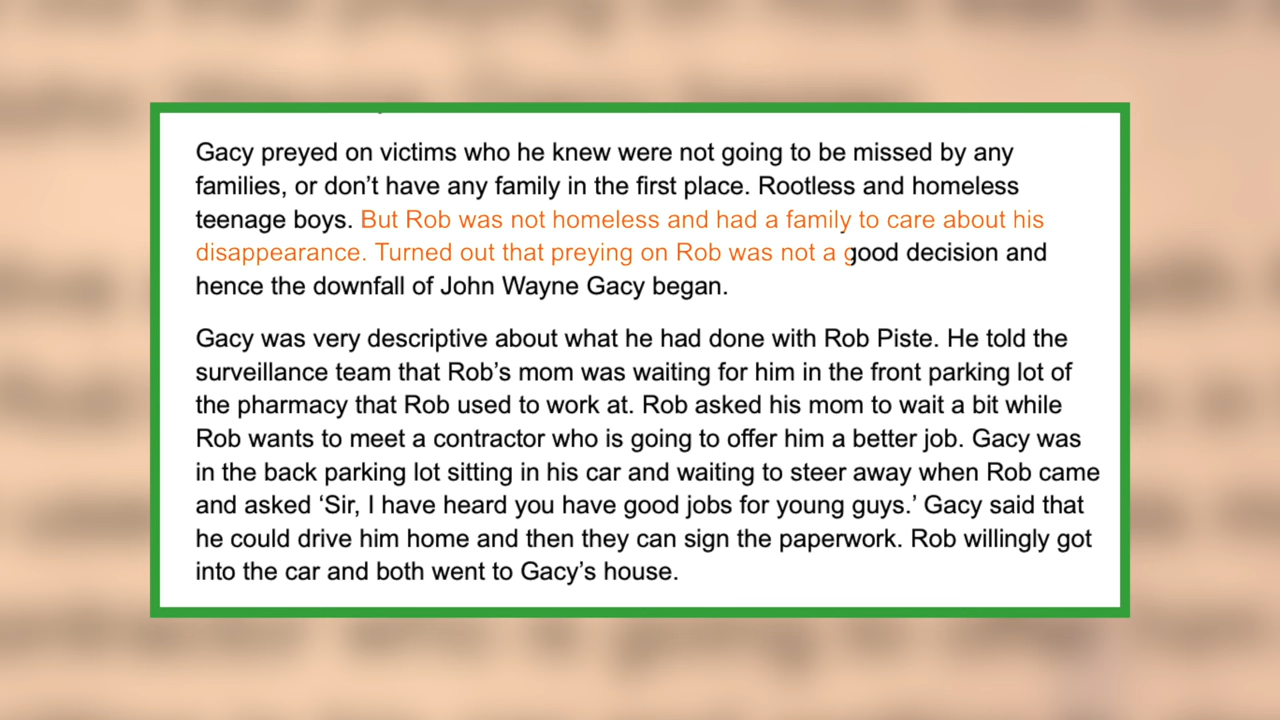 Gacy preyed on victims who he knew were not going to be missed by any
families, or don’t have any family in the first place. Rootless and homeless
teenage boys. But Rob was not homeless and had a family to care about his
disappearance. Turned out that preying on Rob was not a good decision and
hence the downfall of John Wayne Gacy began.
Gacy was very descriptive about what he had done with Rob Piste. He told the
surveillance team that Rob’s mom was waiting for him in the front parking lot of
the pharmacy that Rob used to work at. Rob asked his mom to wait a bit while
Rob wants to meet a contractor who is going to offer him a better job. Gacy was
in the back parking lot sitting in his car and waiting to steer away when Rob came
and asked ‘Sir, I have heard you have good jobs for young guys.’ Gacy said that
he could drive him home and then they can sign the paperwork. Rob willingly got
into the car and both went to Gacy’s house.